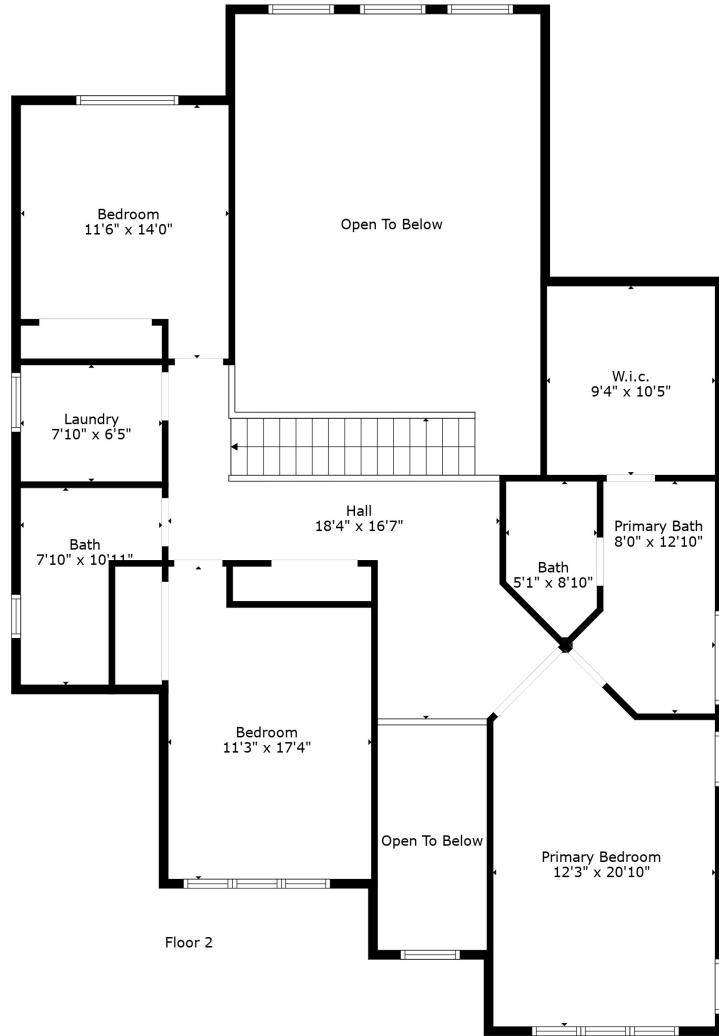 Bedroom
11'6" x 14'0"
Open To Below
W.i.c.
9'4" x 10'5"
Laundry
7'10" x 6'5"
Hall
18'4" x 16'7"
Primary Bath
8'0" x 12'10"
Bath
7'10" x 10'11"
Bath
5'1" x 8'10"
Bedroom
11'3" x 17'4"
Open To Below
Primary Bedroom
12'3" x 20'10"
Floor 2